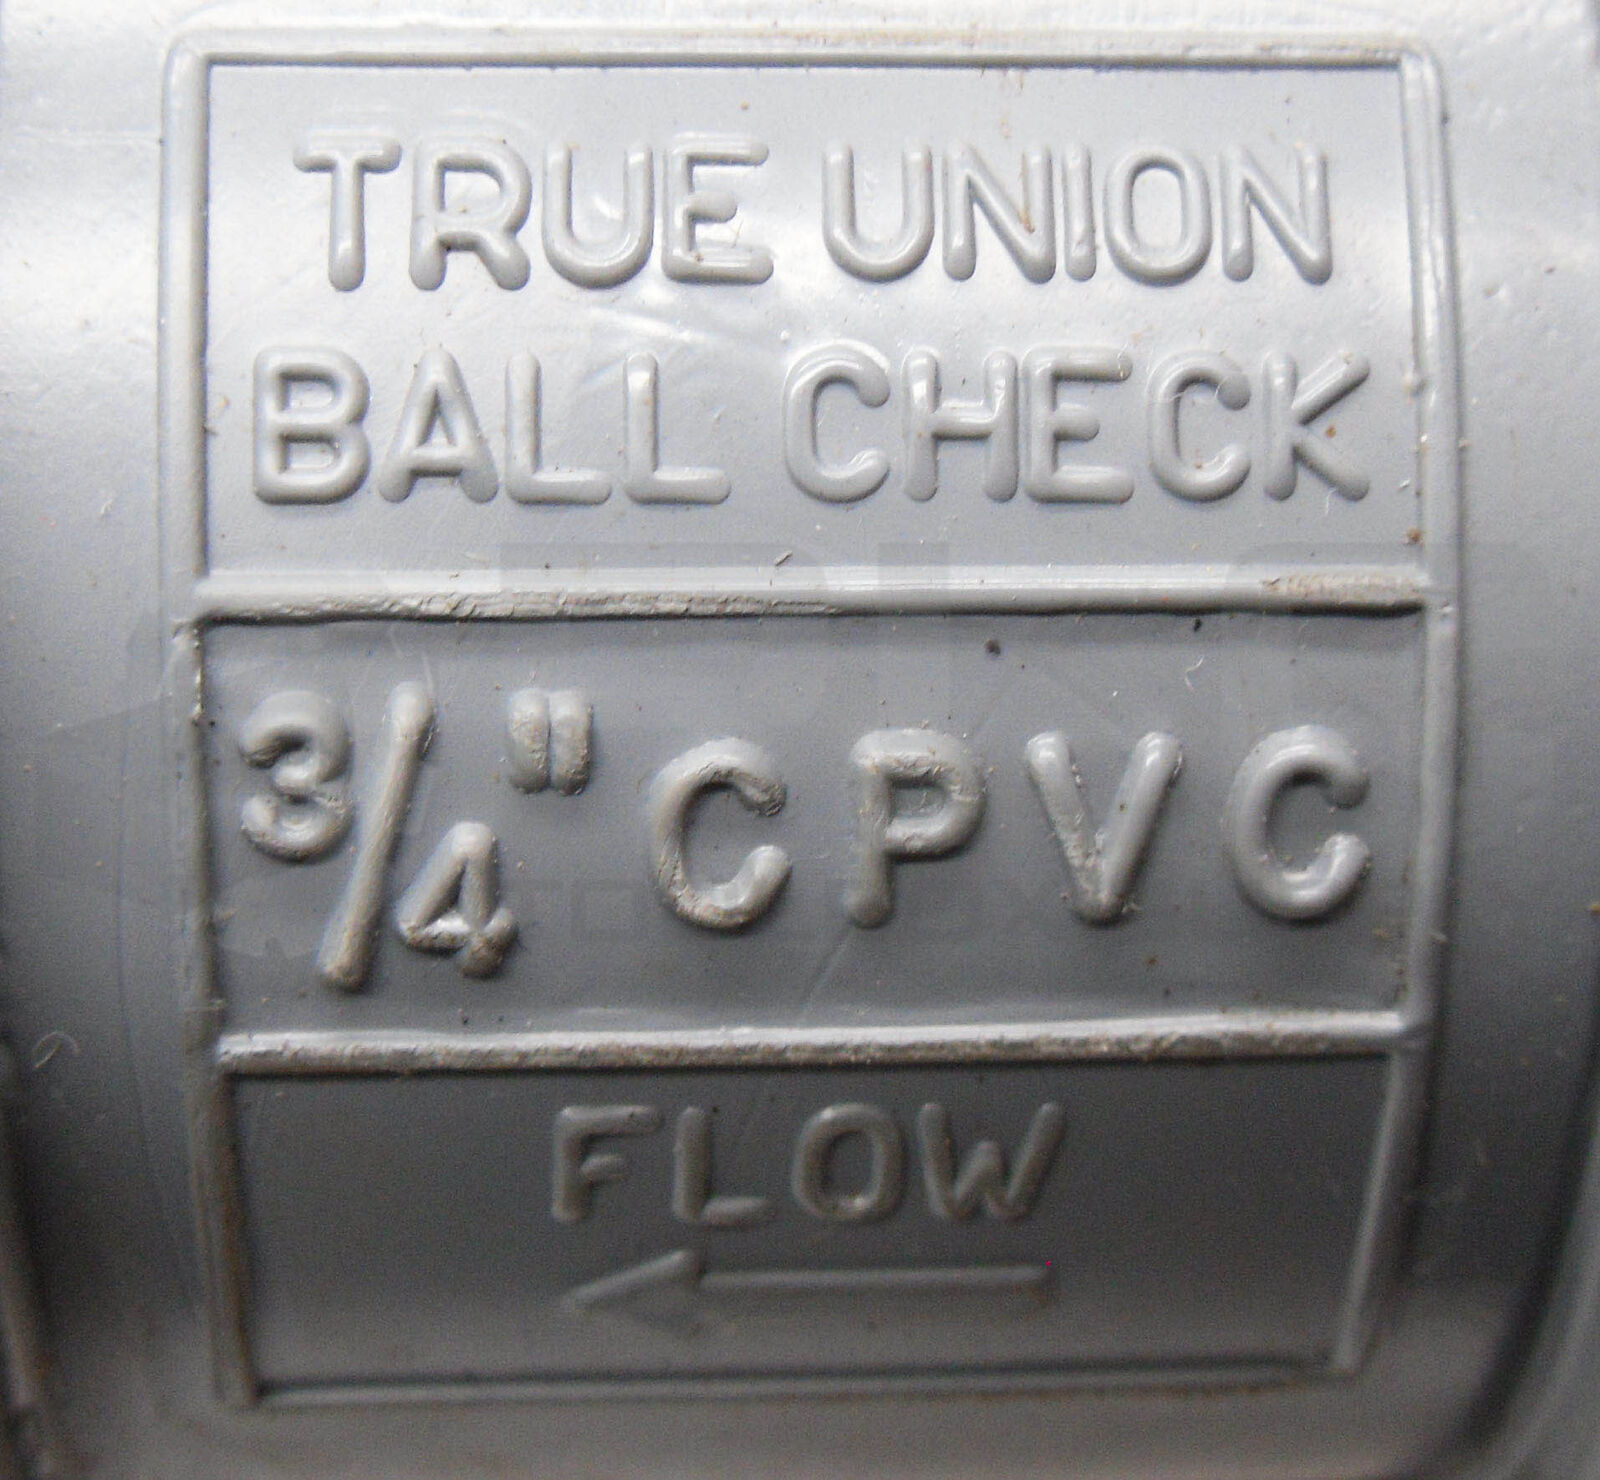 TRUE UNION
BALL CHECK
3/4" CPVC
FLOW